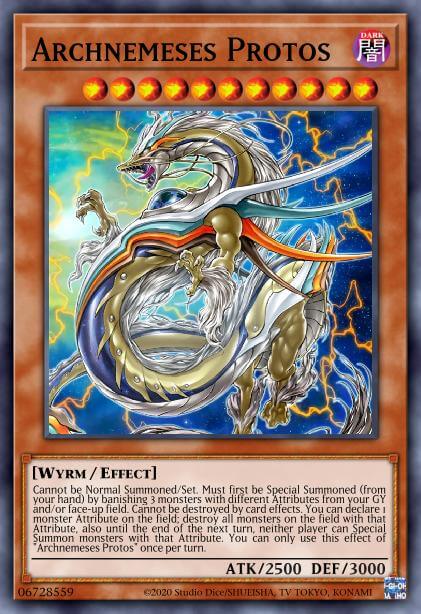 ARCHNEMESES PROTOS
DARK
闇
[WYRM / EFFECT]
Cannot be Normal Summoned/Set. Must first be Special Summoned (from
your hand) by banishing 3 monsters with different Attributes from your GY
and/or face-up field. Cannot be destroyed by card effects. You can declare 1
monster Attribute on the field; destroy all monsters on the field with that
Attribute, also until the end of the next turn, neither player can Special
Summon monsters with that Attribute. You can only use this effect of
"Archnemeses Protos" once per turn.
ATK/2500 DEF/3000
06728559
©2020 Studio Dice/SHUEISHA, TV TOKYO, KONAMI